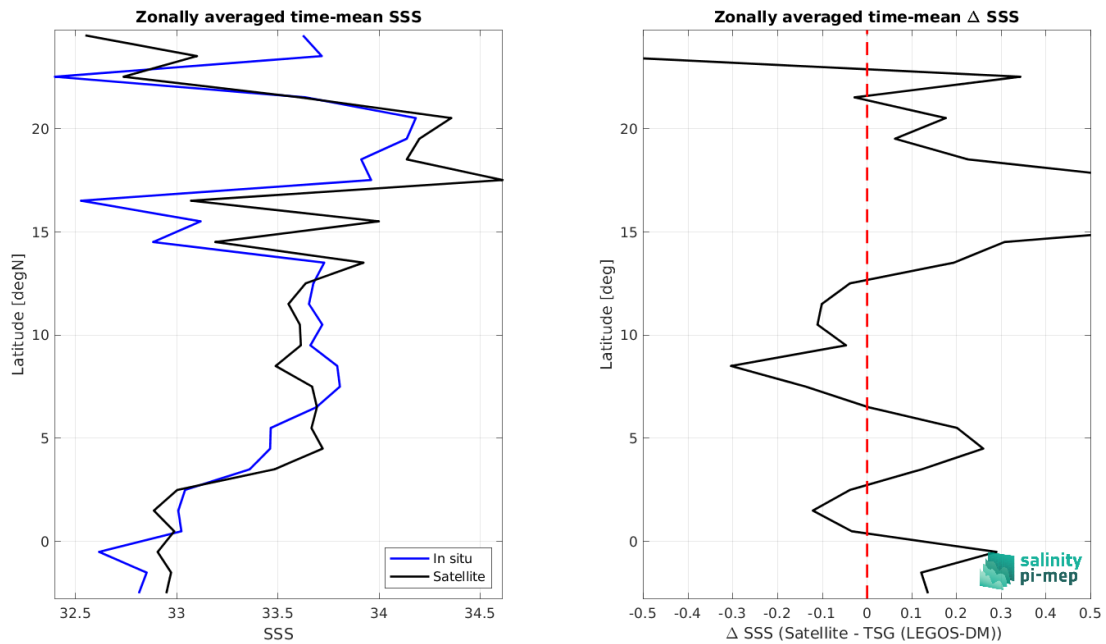 Zonally averaged time-mean SSS
Latitude [degN]
20
15
10
5
0
32.5 33 33.5 34 34.5
SSS
In situ
Satellite
Zonally averaged time-mean Δ SSS
Latitude [deg]
20
15
10
5
0
-0.5 -0.4 -0.3 -0.2 -0.1 0 0.1 0.2 0.3 0.4 0.5
Δ SSS (Satellite - TSG (LEGOS-DM))
salinity
pi-mep